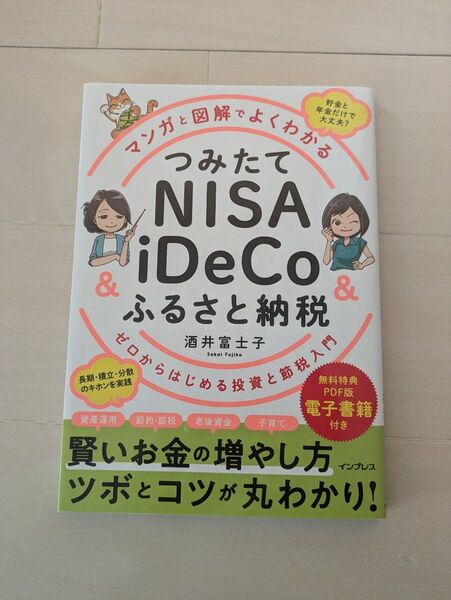 貯金と
年金だけで
大丈夫?
マンガと図解でよくわかる
つみたて
NISA
&
iDeCo
&
ふるさと納税
酒井富士子
Sakai Fujiko
ゼロからはじめる投資と節税入門
長期・積立・分散
のキホンを実践
無料特典
PDF版
電子書籍
付き
資産運用
節約・節税
老後資金
子育て
賢いお金の増やし方
インプレス
ツボとコツが丸わかり!